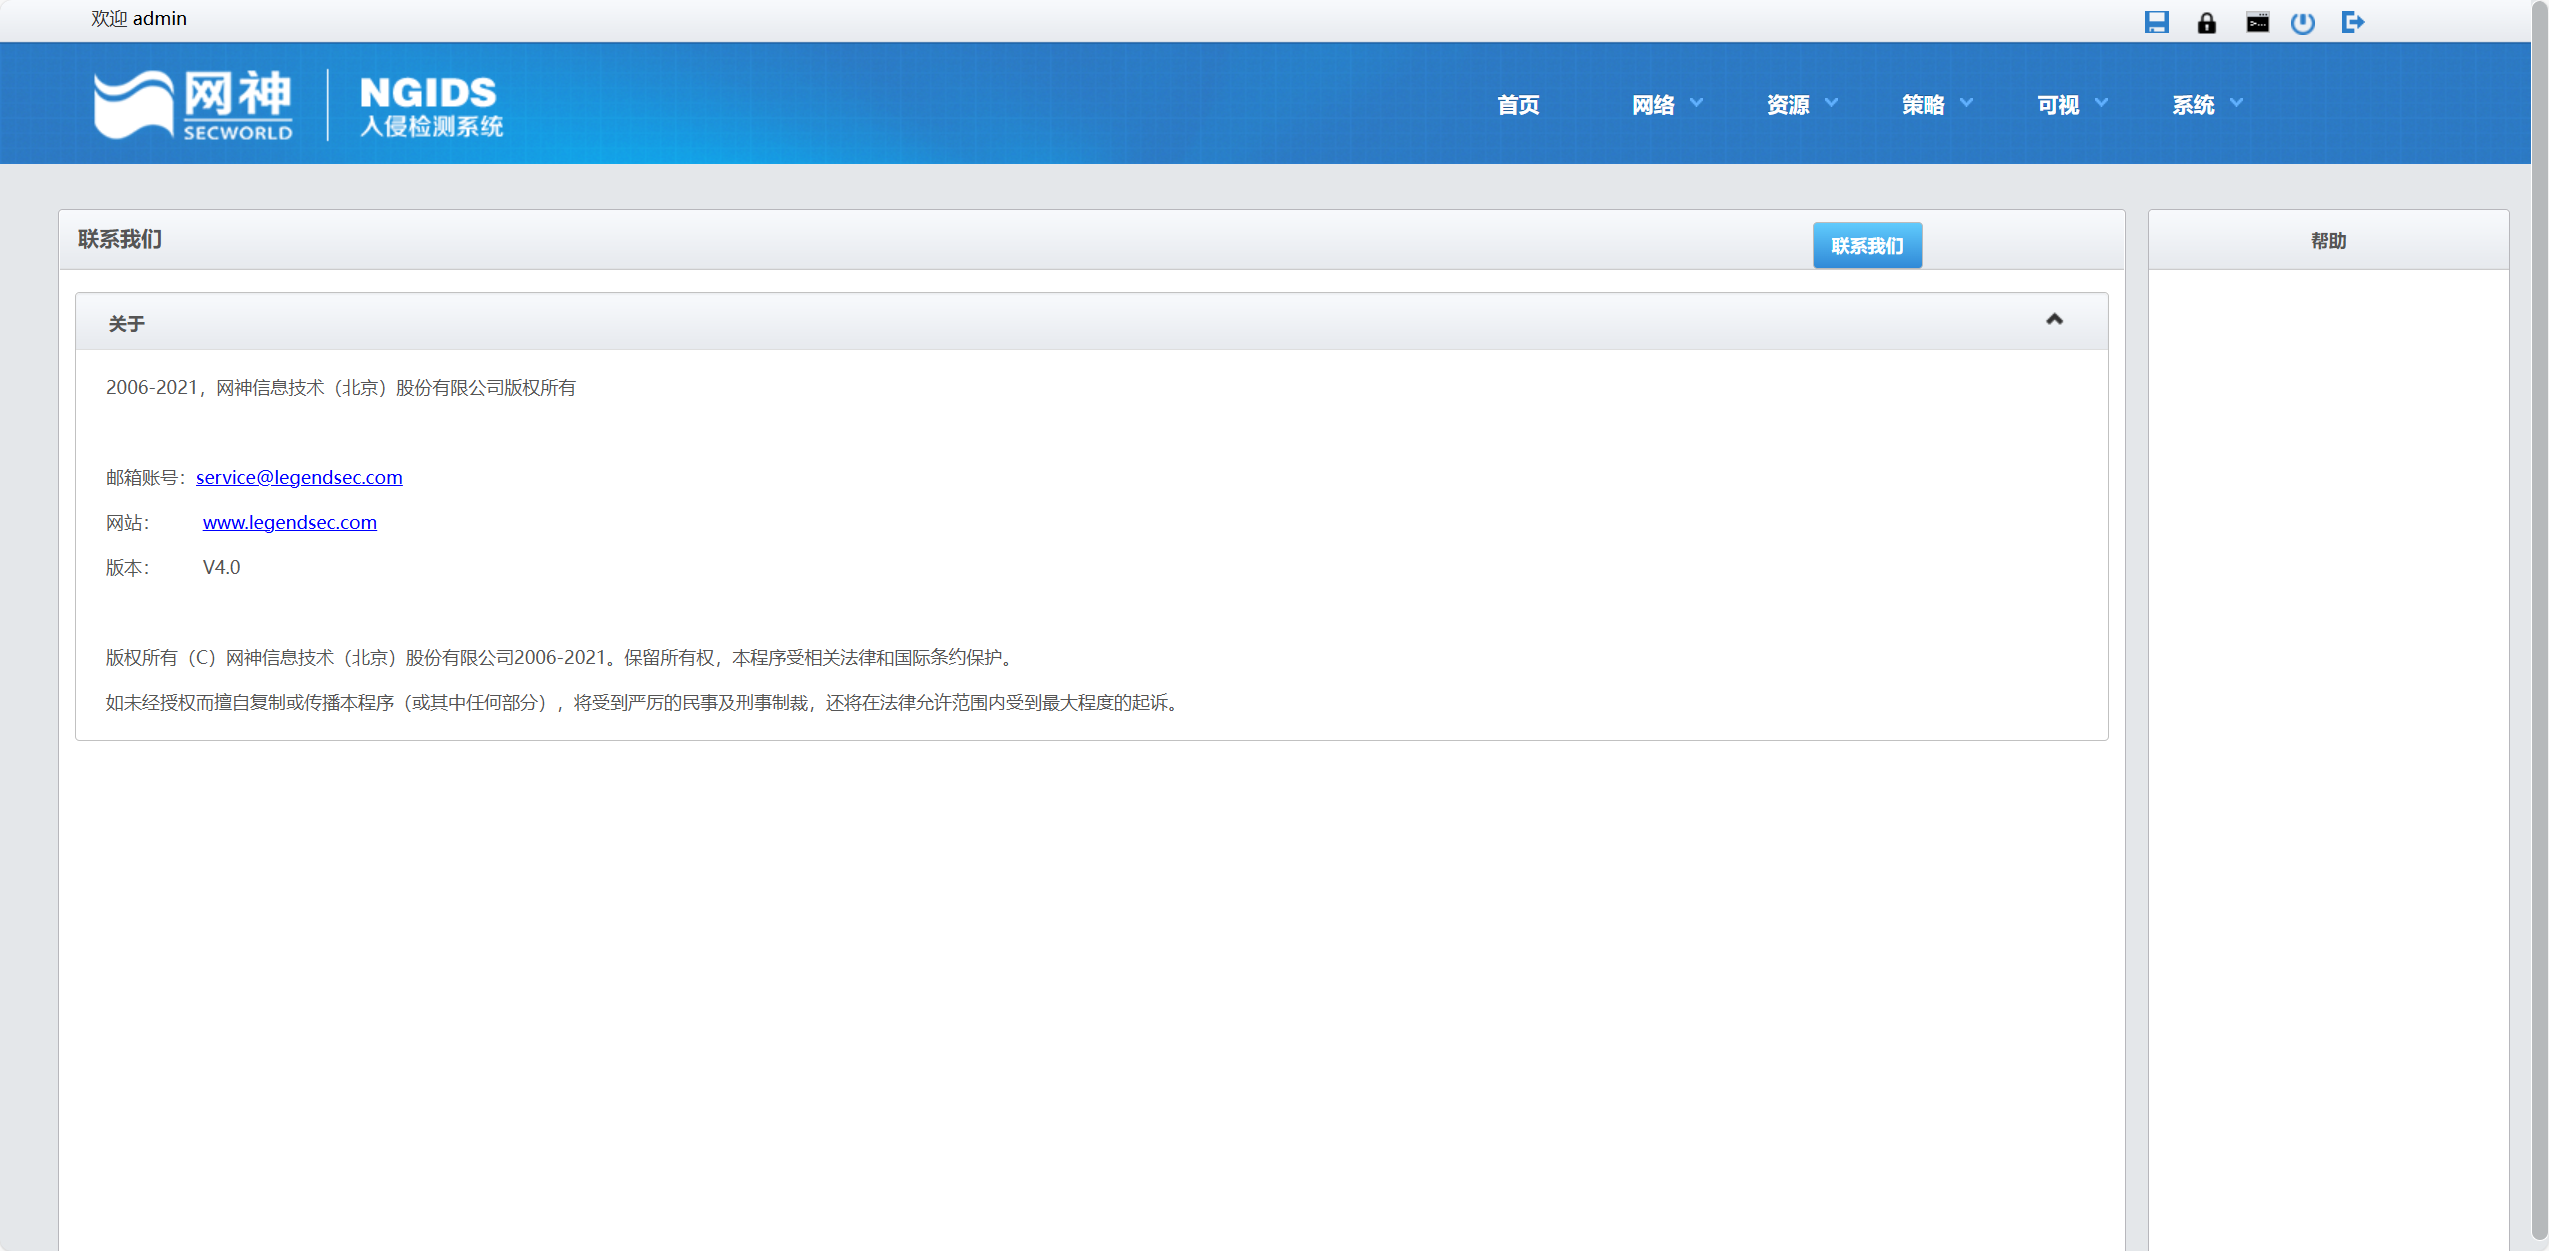 欢迎 admin
网神
SECWORLD
NGIDS
入侵检测系统
首页
网络
资源
策略
可视
系统
联系我们
联系我们
帮助
关于
2006-2021，网神信息技术（北京）股份有限公司版权所有
邮箱账号：service@legendsec.com
网站： www.legendsec.com
版本： V4.0
版权所有（C）网神信息技术（北京）股份有限公司2006-2021。保留所有权，本程序受相关法律和国际条约保护。
如未经授权而擅自复制或传播本程序（或其中任何部分），将受到严厉的民事及刑事制裁，还将在法律允许范围内受到最大程度的起诉。